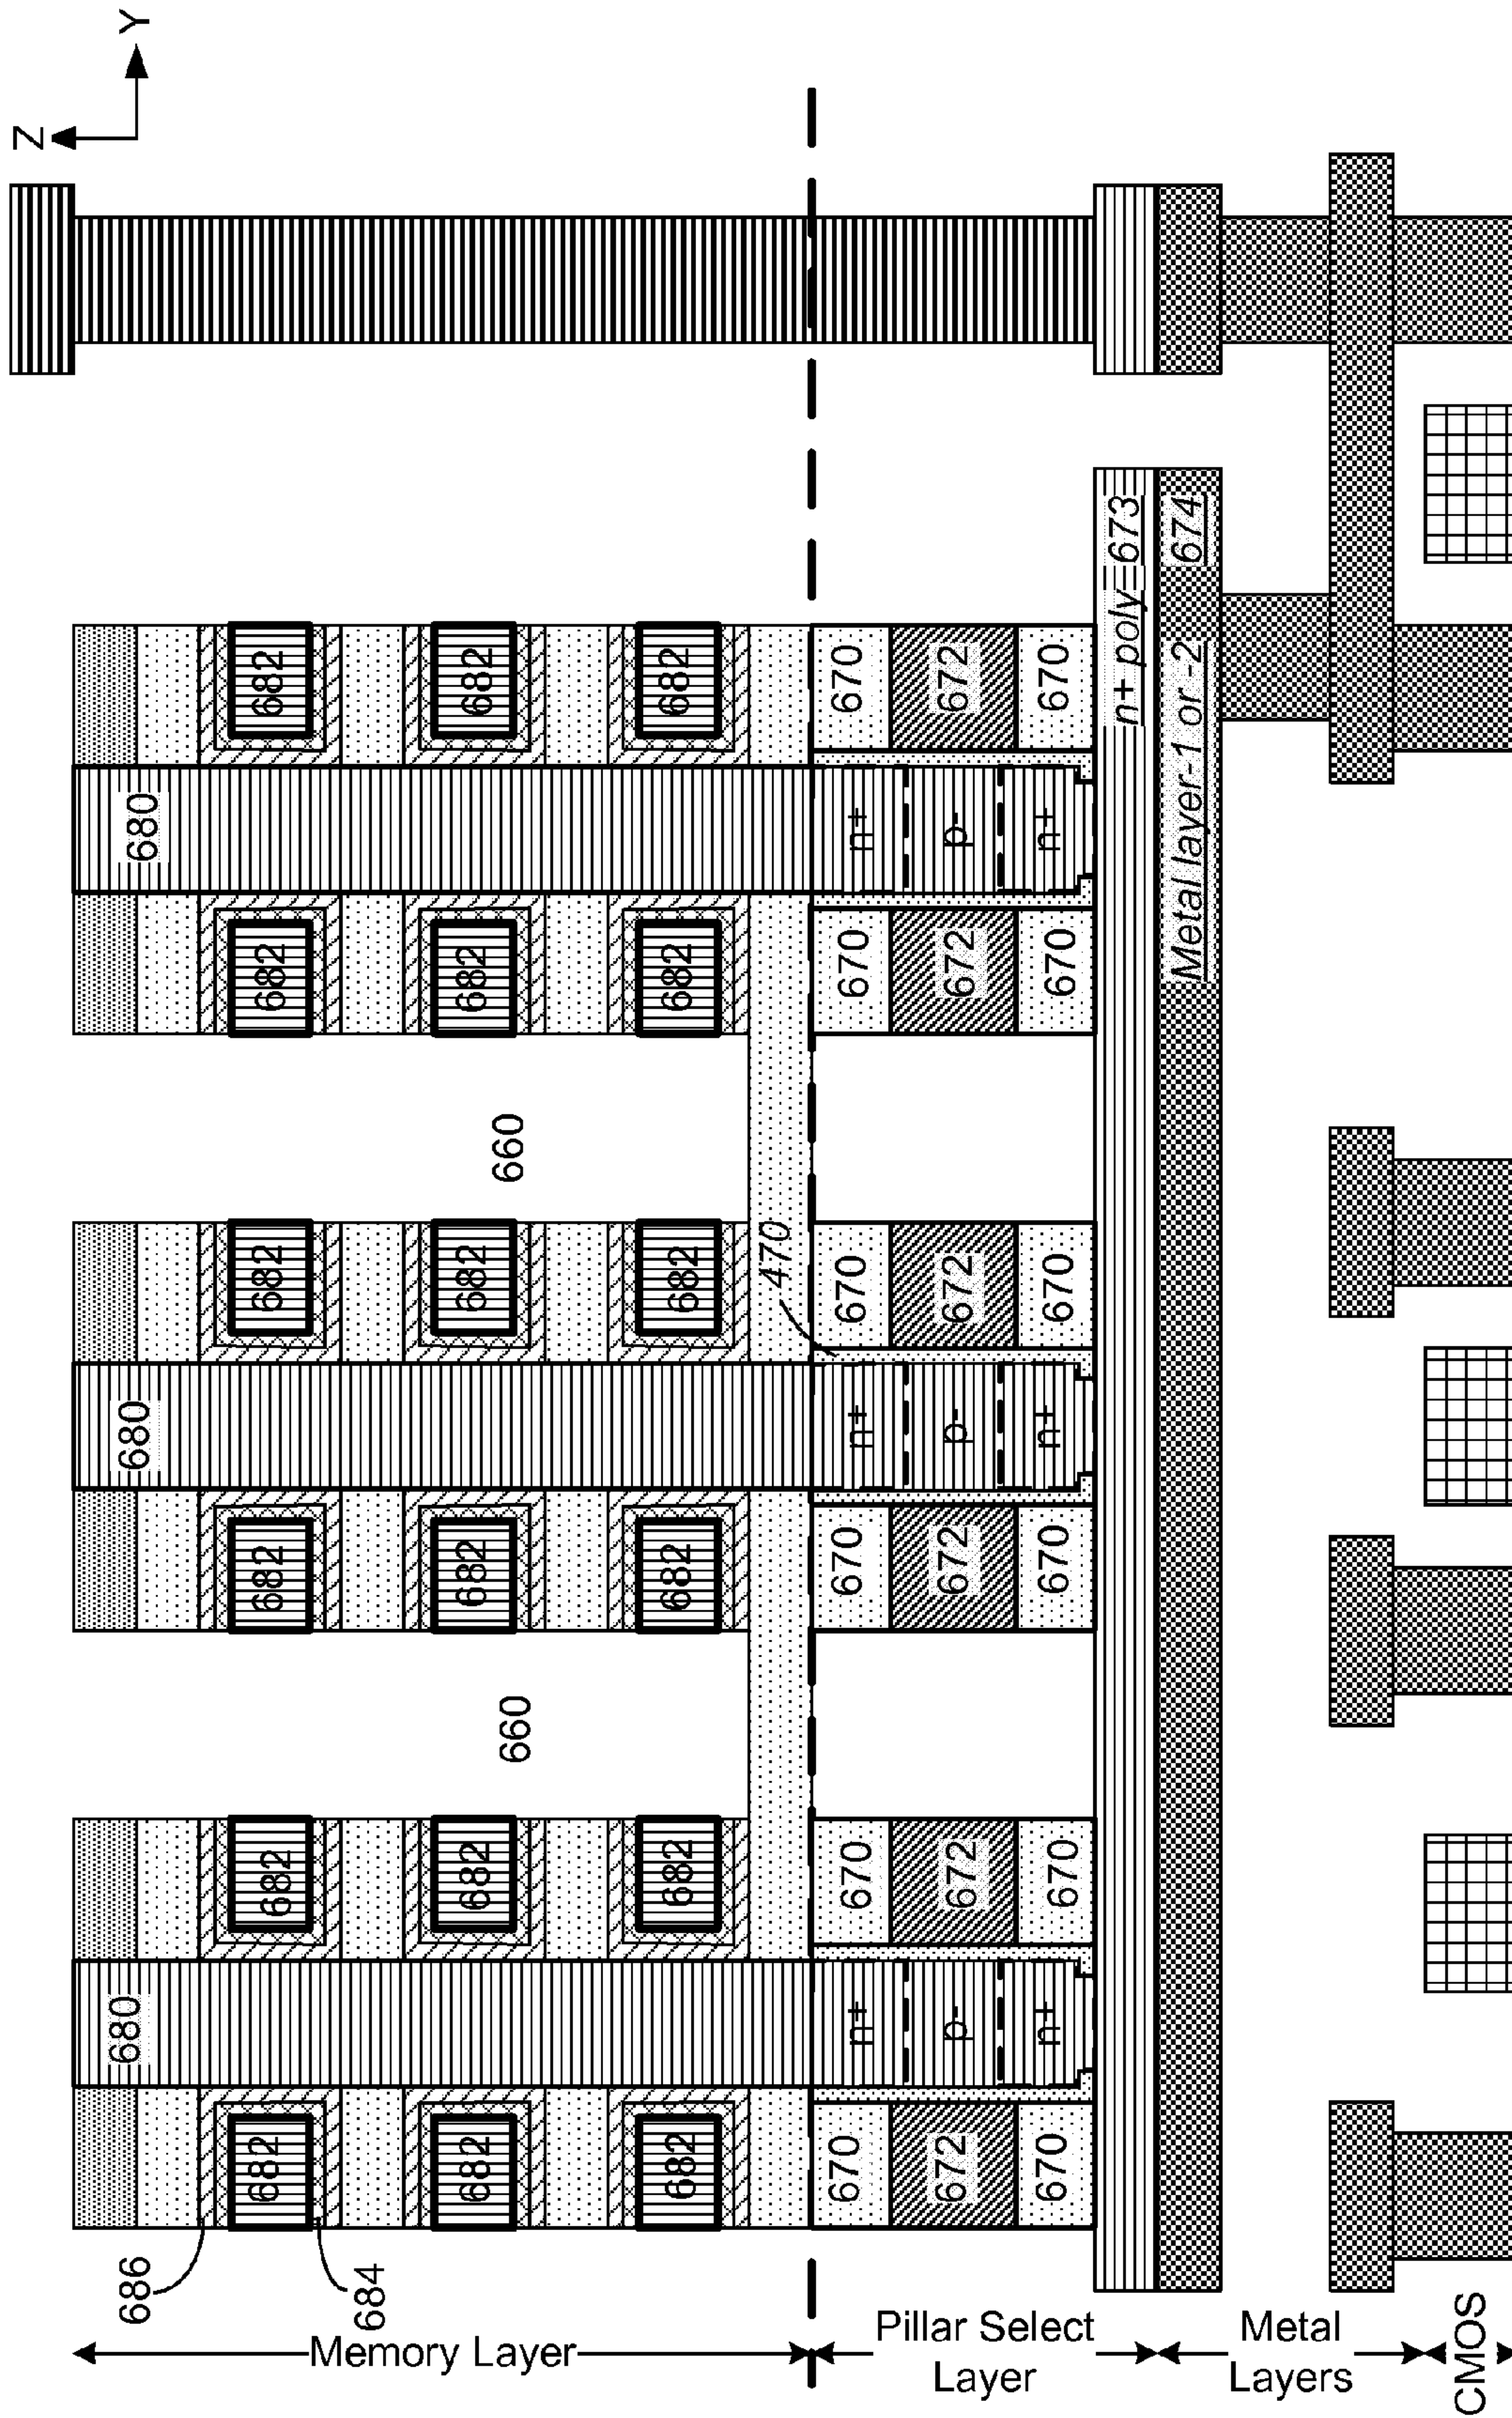 Z
Y
686
680
680
680
682
682
682
682
682
682
684
Memory Layer
682
682
682
682
682
682
660
660
682
682
682
682
682
682
470
670
n+
670
670
n+
670
670
n+
670
Pillar Select
Layer
672
p-
672
672
p-
672
672
p-
672
670
n+
670
670
n+
670
670
n+
670
n+ poly 673
Metal layer-1 or -2 674
Metal
Layers
CMOS